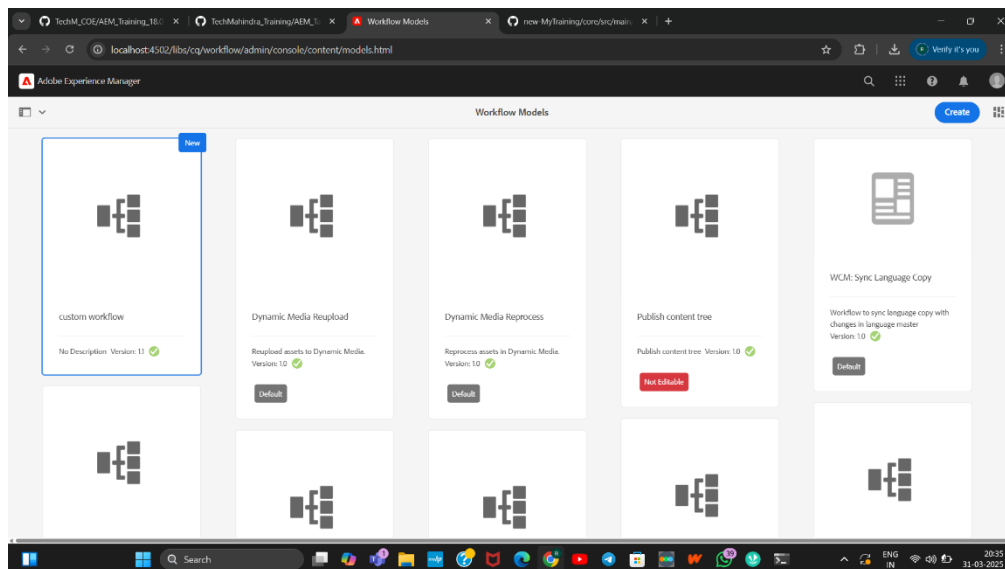 TechM_COE/AEM_Training_18.0
TechMahindra_Training/AEM_Tr
Workflow Models
new-MyTraining/core/src/main/
localhost:4502/libs/cq/workflow/admin/console/content/models.html
Verify it's you
Adobe Experience Manager
Workflow Models
Create
New
custom workflow
No Description Version: 1.1
Dynamic Media Reupload
Reupload assets to Dynamic Media.
Version: 1.0
Default
Dynamic Media Reprocess
Reprocess assets in Dynamic Media.
Version: 1.0
Default
Publish content tree
Publish content tree Version: 1.0
Not Editable
WCM: Sync Language Copy
Workflow to sync language copy with
changes in language master
Version: 1.0
Default
Search
39
ENG
IN
20:35
31-03-2025